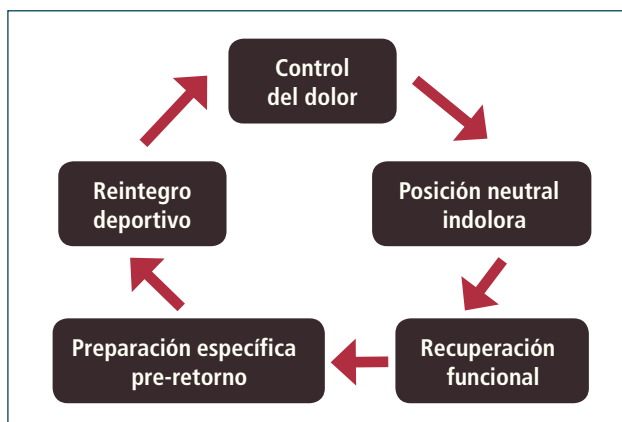 Control
del dolor
Posición neutral
indolora
Recuperación
funcional
Preparación específica
pre-retorno
Reintegro
deportivo